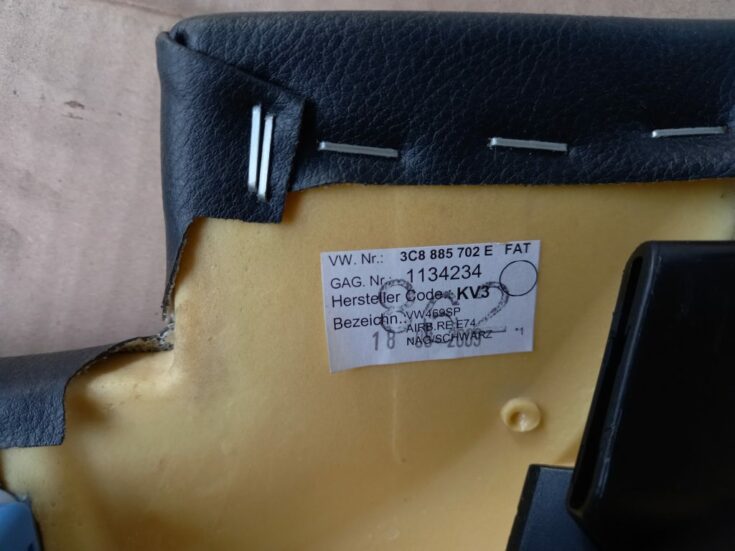 VW. Nr.: 3C8 885 702 E FAT
GAG. Nr.: 1134234
Hersteller Code: KV3
Bezeichn.: VW469SP
AIRB.RE E74
NAG/SCHWARZ *1
18 2009